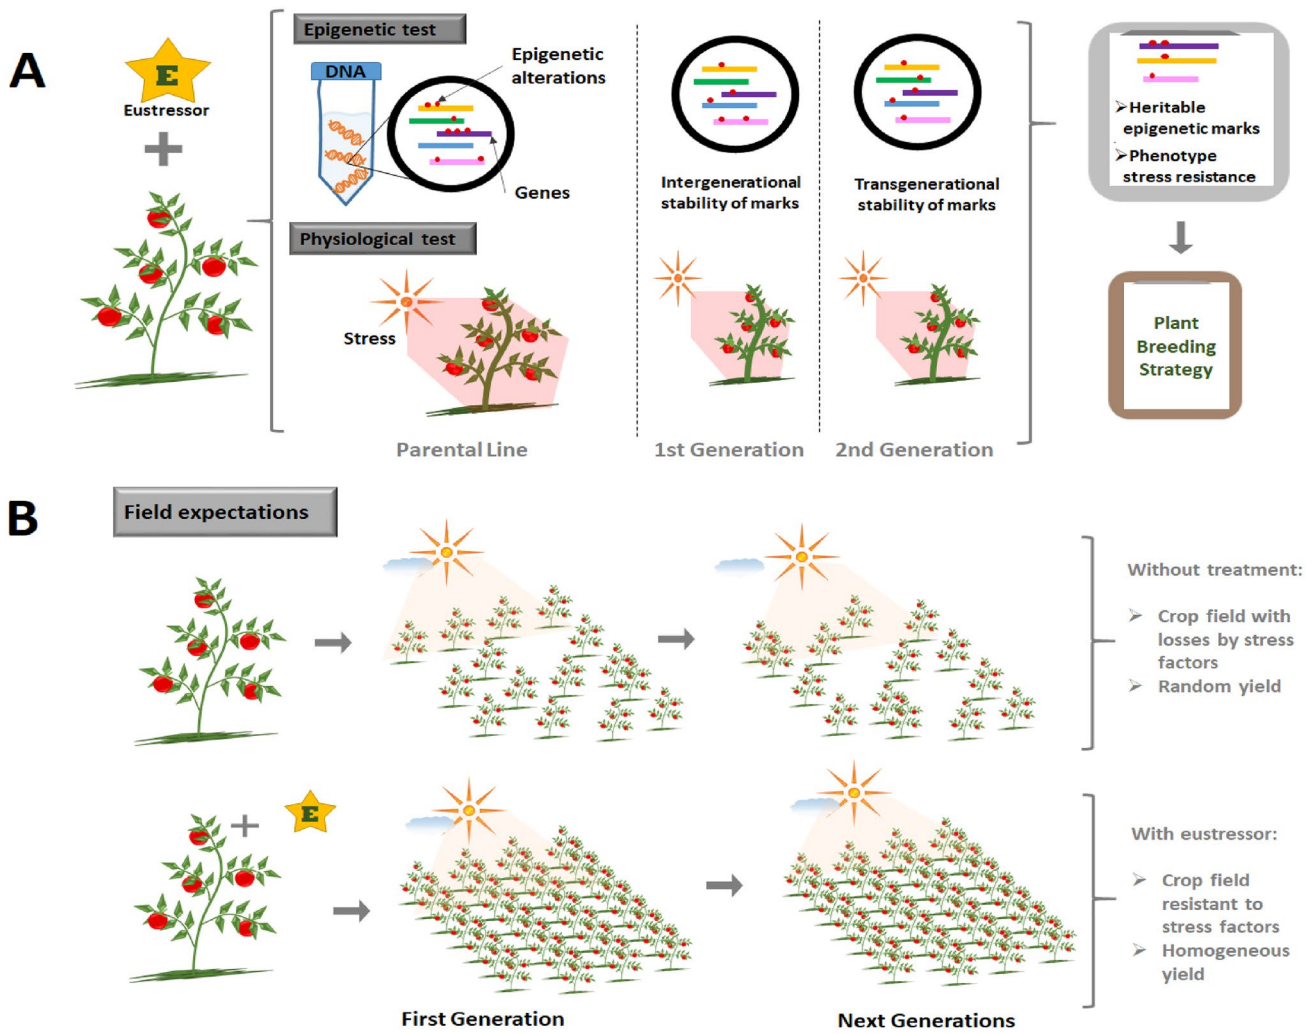 A
E
Eustressor
Epigenetic test
DNA
Epigenetic
alterations
Genes
Physiological test
Stress
Parental Line
Intergenerational
stability of marks
1st Generation
Transgenerational
stability of marks
2nd Generation
➢Heritable
epigenetic marks
➢Phenotype
stress resistance
Plant
Breeding
Strategy
B
Field expectations
Without treatment:
➢ Crop field with
losses by stress
factors
➢ Random yield
E
With eustressor:
➢ Crop field
resistant to
stress factors
➢ Homogeneous
yield
First Generation
Next Generations